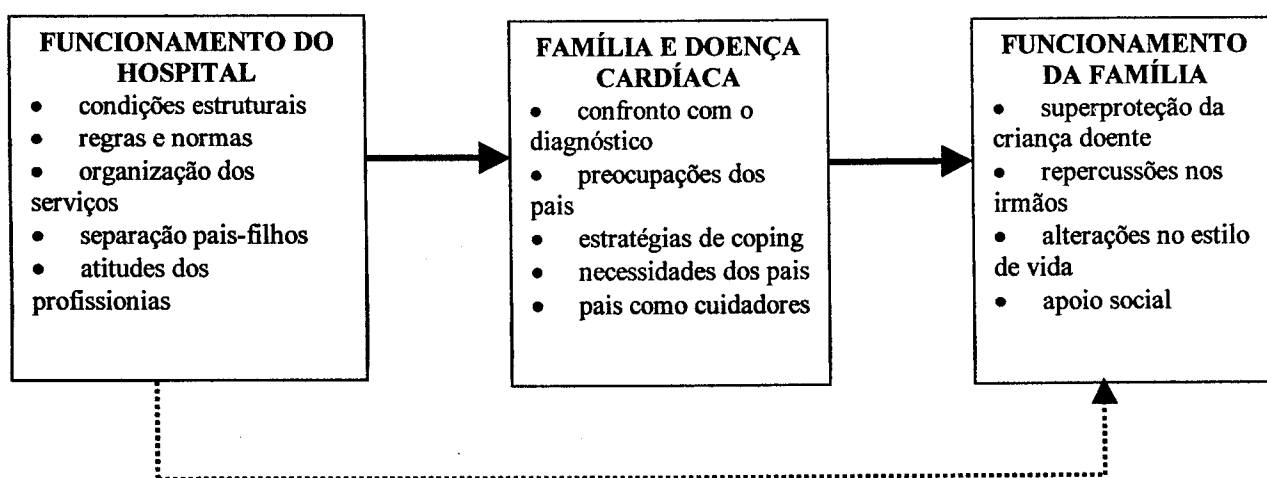 FUNCIONAMENTO DO
HOSPITAL
• condições estruturais
• regras e normas
• organização dos
serviços
• separação pais-filhos
• atitudes dos
profissionias
FAMÍLIA E DOENÇA
CARDÍACA
• confronto com o
diagnóstico
• preocupações dos
pais
• estratégias de coping
• necessidades dos pais
• pais como cuidadores
FUNCIONAMENTO
DA FAMÍLIA
• superproteção da
criança doente
• repercussões nos
irmãos
• alterações no estilo
de vida
• apoio social